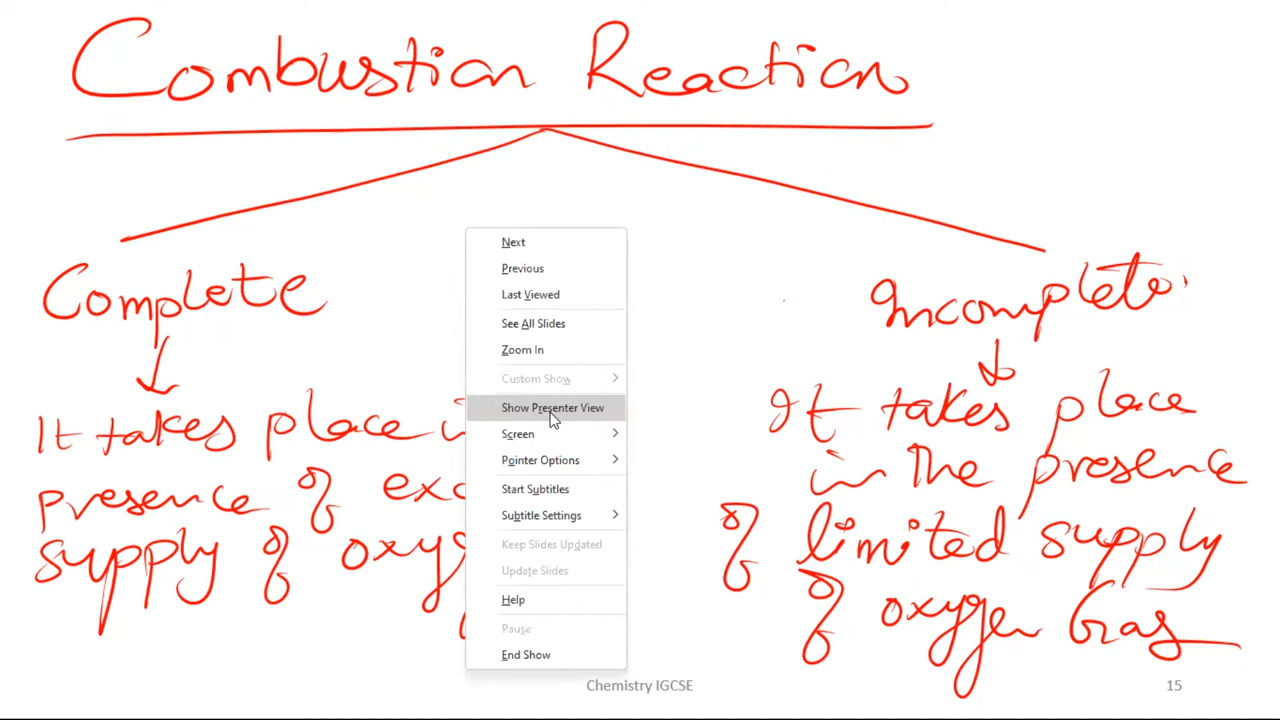 Combustion Reaction
Complete
It takes place
presence of
supply of
Incomplete
It takes place
in the presence
of limited supply
of oxygen Gas
Next
Previous
Last Viewed
See All Slides
Zoom In
Custom Show
Show Presenter View
Screen
Pointer Options
Start Subtitles
Subtitle Settings
Keep Slides Updated
Update Slides
Help
Pause
End Show
Chemistry IGCSE
15